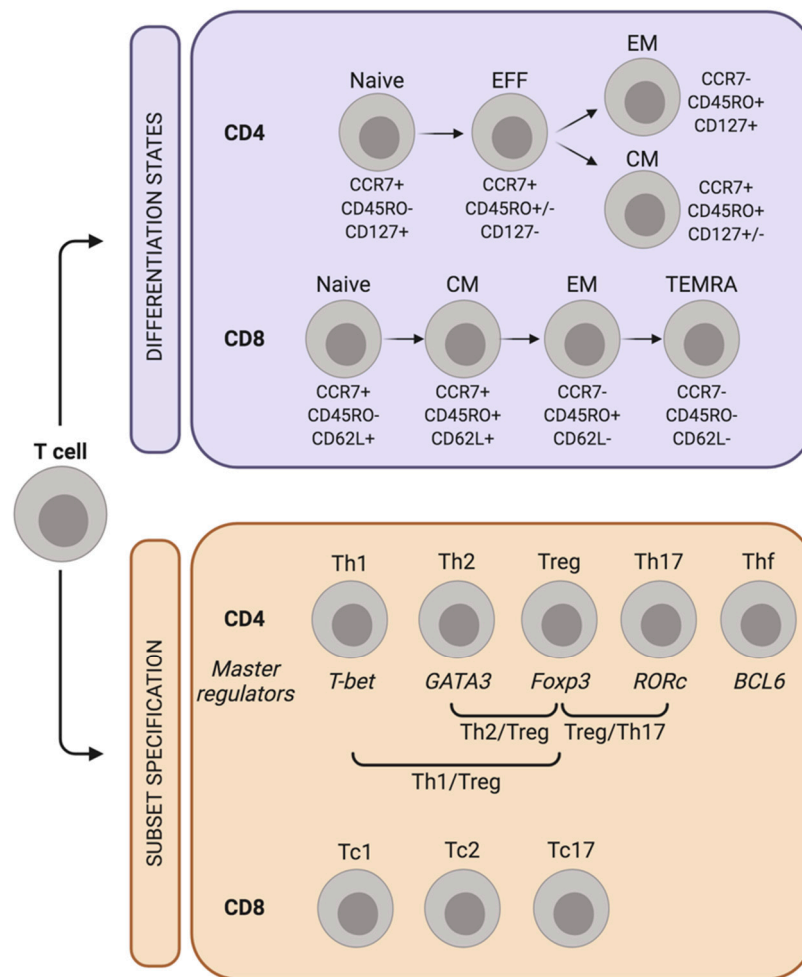 DIFFERENTIATION STATES
CD4
Naive
CCR7+
CD45RO-
CD127+
EFF
CCR7+
CD45RO+/-
CD127-
EM
CCR7-
CD45RO+
CD127+
CM
CCR7+
CD45RO+
CD127+/-
CD8
Naive
CCR7+
CD45RO-
CD62L+
CM
CCR7+
CD45RO+
CD62L+
EM
CCR7-
CD45RO+
CD62L-
TEMRA
CCR7-
CD45RO-
CD62L-
T cell
SUBSET SPECIFICATION
CD4
Th1
Th2
Treg
Th17
Thf
Master
regulators
T-bet
GATA3
Foxp3
RORc
BCL6
Th2/Treg
Treg/Th17
Th1/Treg
CD8
Tc1
Tc2
Tc17